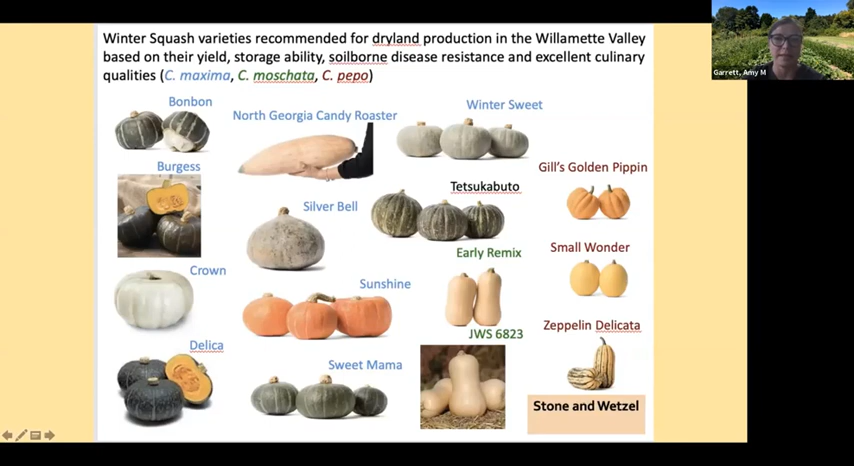 Winter Squash varieties recommended for dryland production in the Willamette Valley
based on their yield, storage ability, soilborne disease resistance and excellent culinary
qualities (C. maxima, C. moschata, C. pepo)
Garrett, Amy M
Bonbon
North Georgia Candy Roaster
Winter Sweet
Burgess
Gill's Golden Pippin
Tetsukabuto
Silver Bell
Early Remix
Small Wonder
Crown
Sunshine
Zeppelin Delicata
JWS 6823
Delica
Sweet Mama
Stone and Wetzel